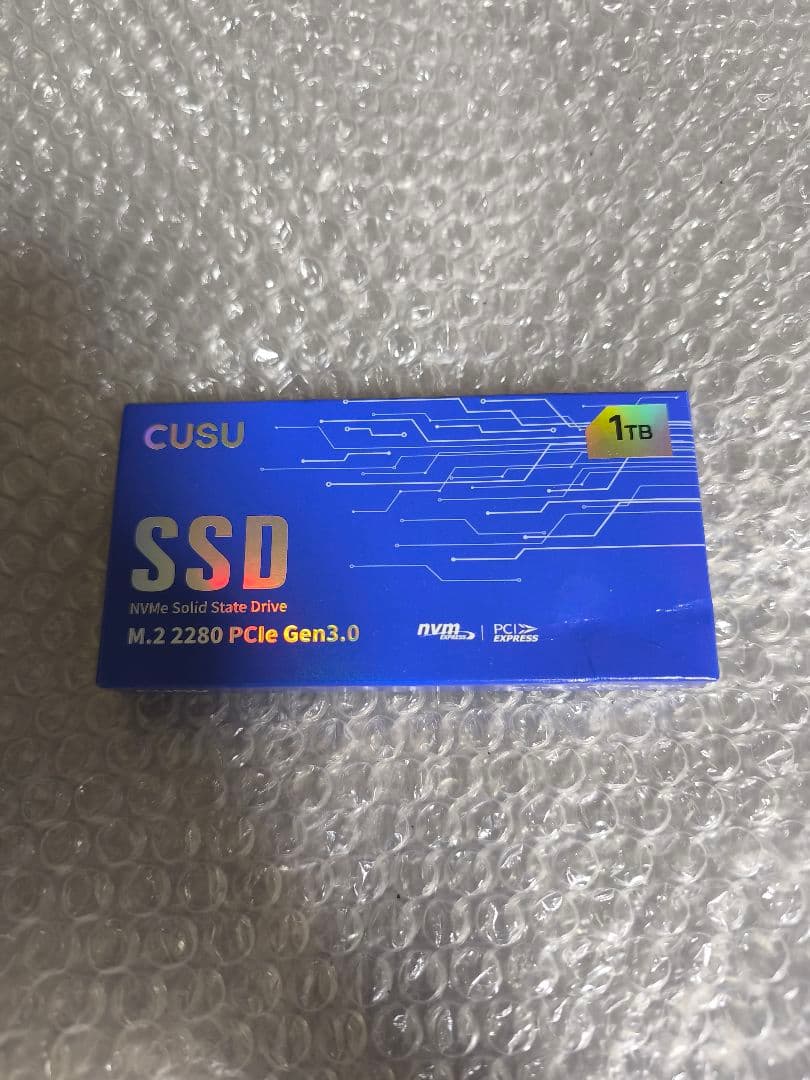 CUSU
1TB
SSD
NVMe Solid State Drive
M.2 2280 PCIe Gen3.0
nvm EXPRESS | PCI EXPRESS